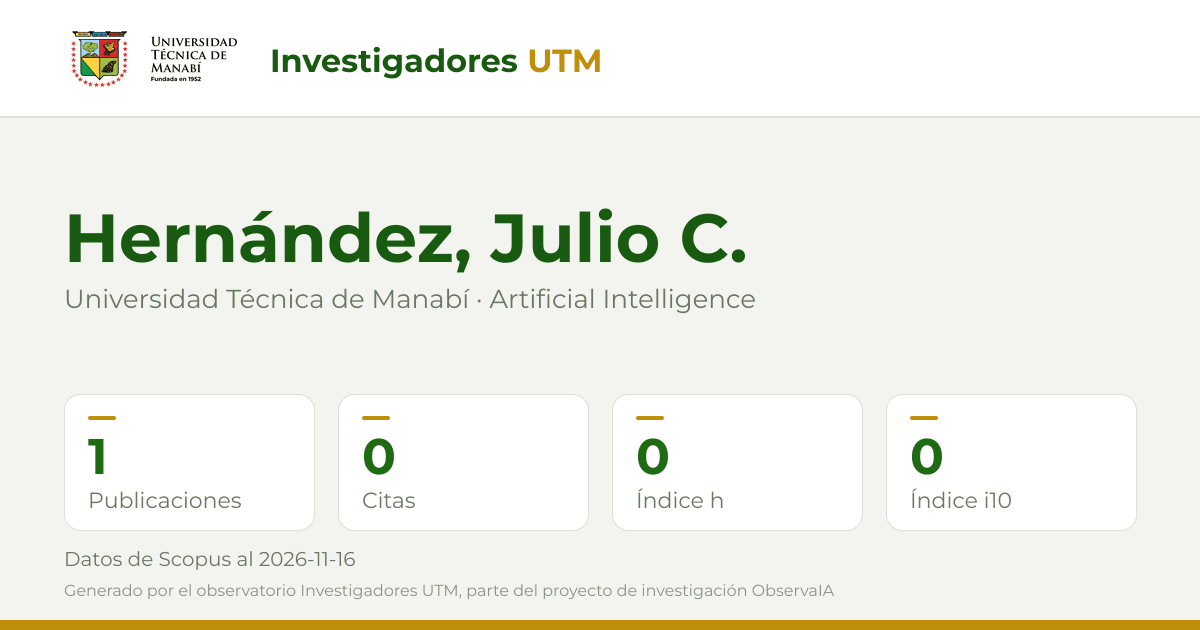 UNIVERSIDAD
TÉCNICA DE
MANABÍ
Fundada en 1952
Investigadores UTM
Hernández, Julio C.
Universidad Técnica de Manabí · Artificial Intelligence
1
Publicaciones
0
Citas
0
Índice h
0
Índice i10
Datos de Scopus al 2026-11-16
Generado por el observatorio Investigadores UTM, parte del proyecto de investigación ObservaIA